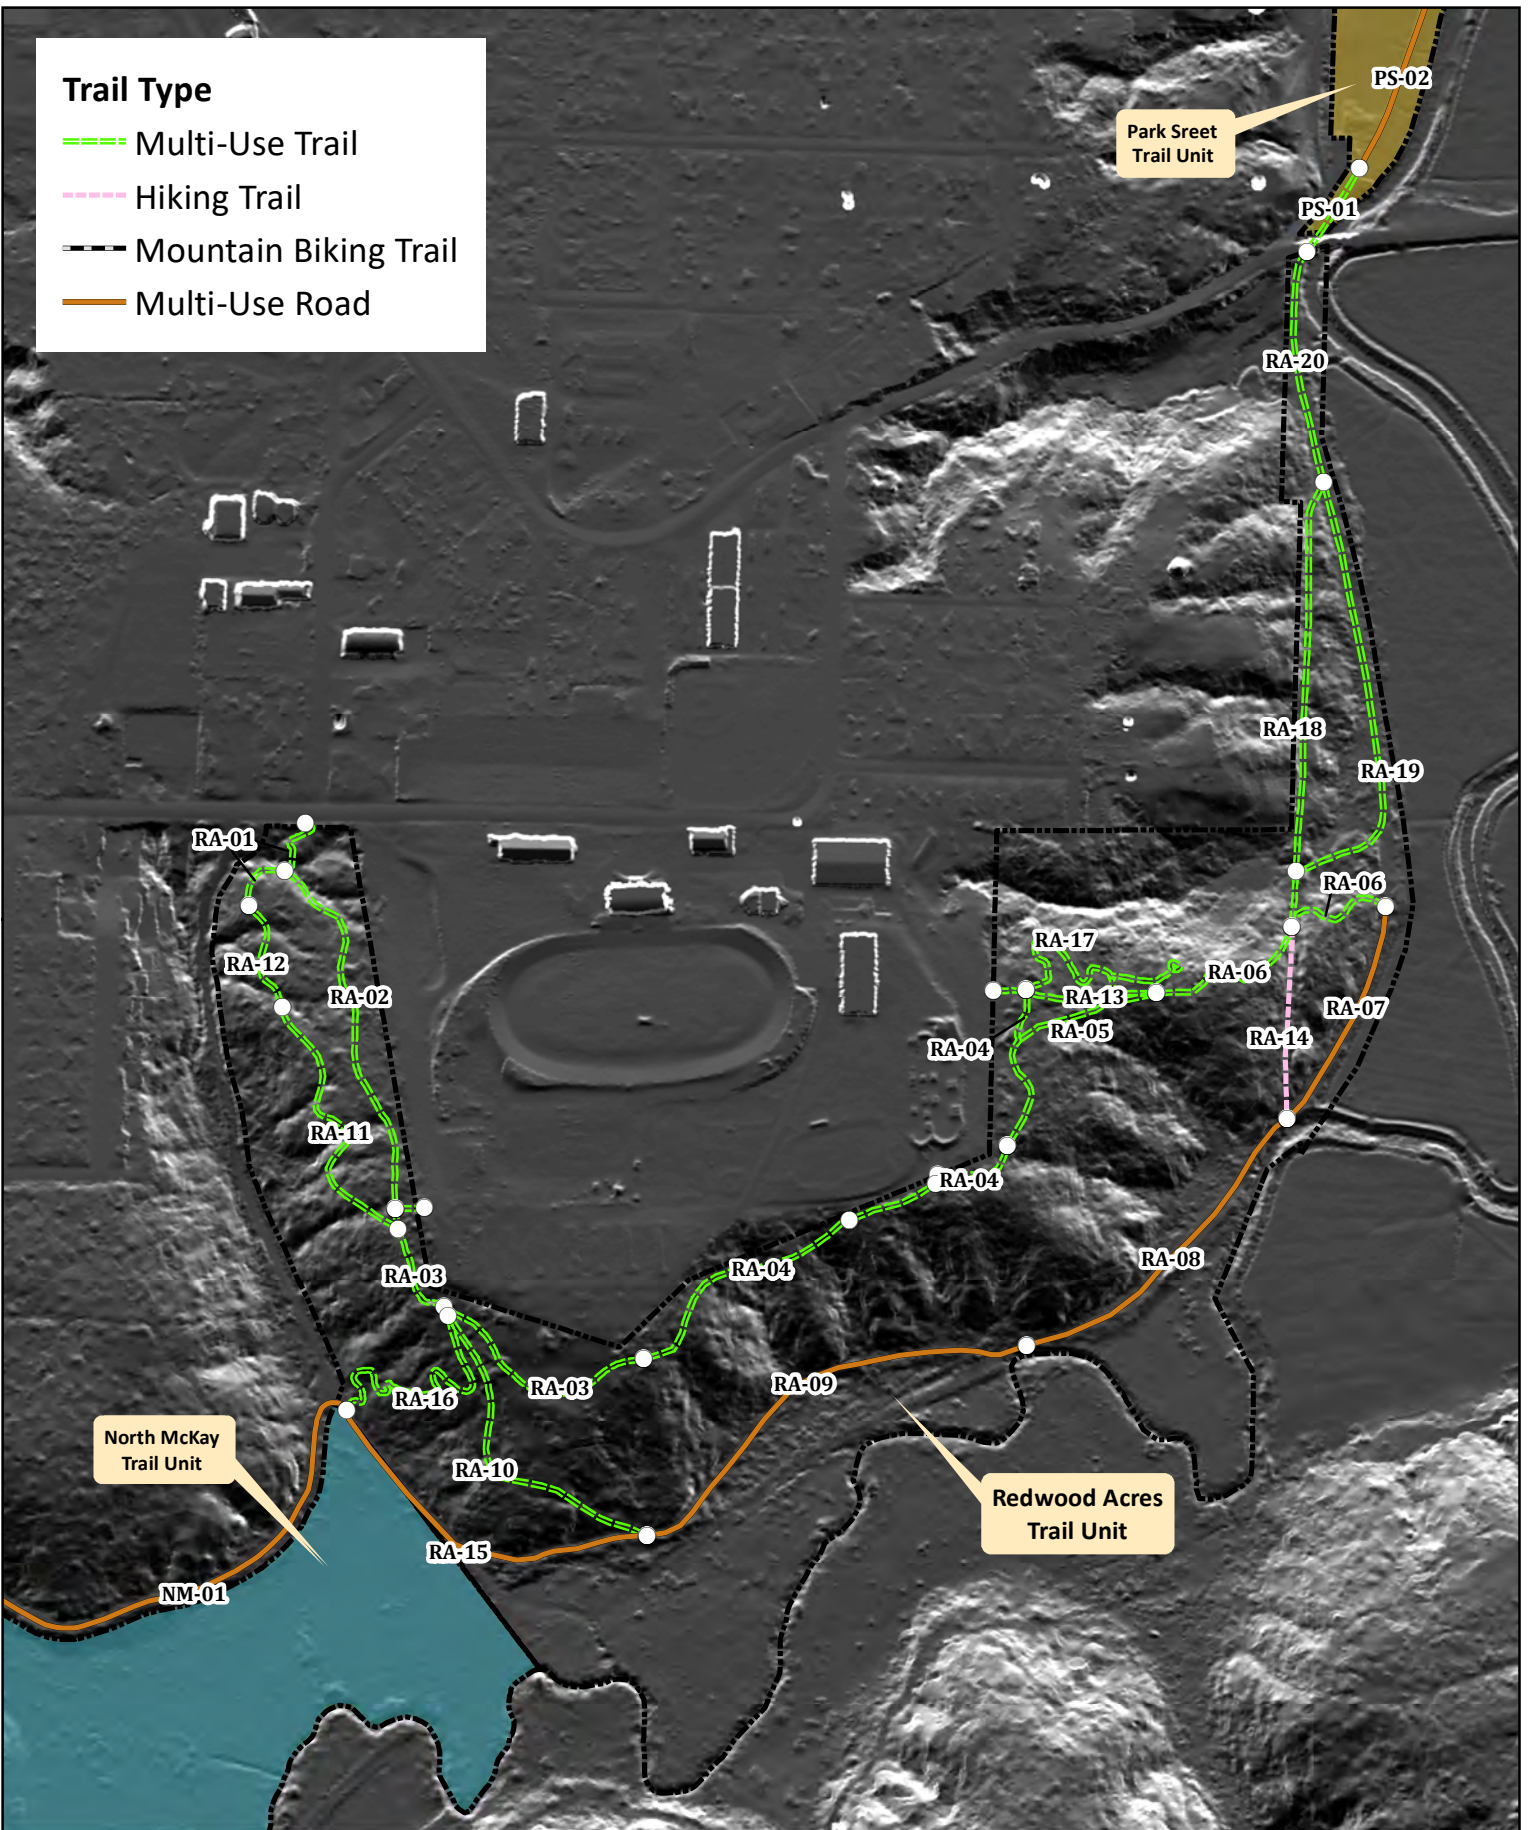 Trail Type
Multi-Use Trail
Hiking Trail
Mountain Biking Trail
Multi-Use Road
PS-02
Park Sreet
Trail Unit
PS-01
RA-20
RA-18
RA-19
RA-01
RA-06
RA-17
RA-12
RA-06
RA-02
RA-13
RA-07
RA-05
RA-14
RA-04
RA-11
RA-04
RA-08
RA-04
RA-03
RA-09
RA-03
RA-16
North McKay
Trail Unit
RA-10
Redwood Acres
Trail Unit
RA-15
NM-01